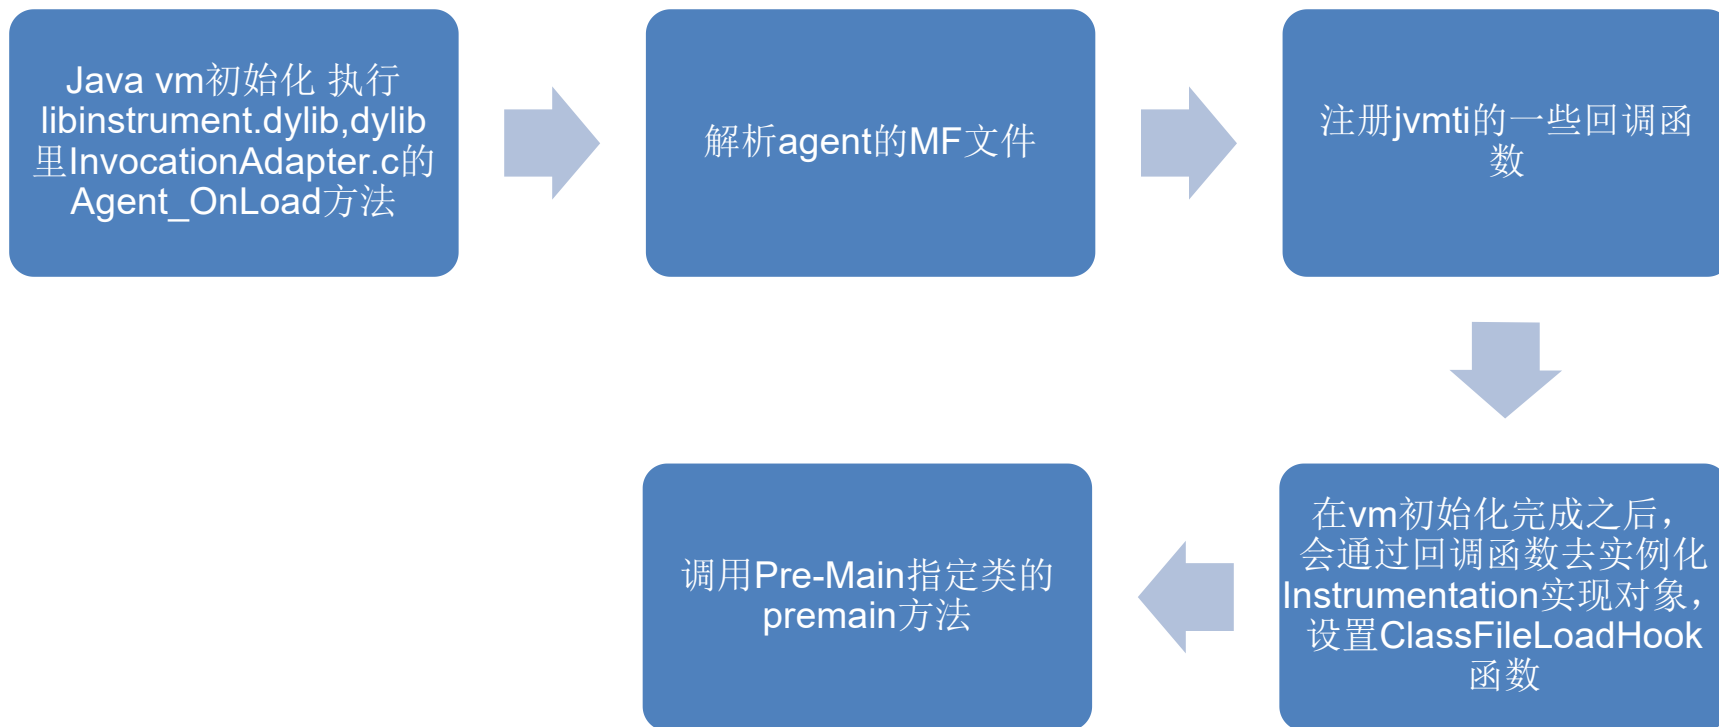 Java vm初始化 执行
libinstrument.dylib,dylib
里InvocationAdapter.c的
Agent_OnLoad方法
解析agent的MF文件
注册jvmti的一些回调函
数
在vm初始化完成之后，
会通过回调函数去实例化
Instrumentation实现对象，
设置ClassFileLoadHook
函数
调用Pre-Main指定类的
premain方法